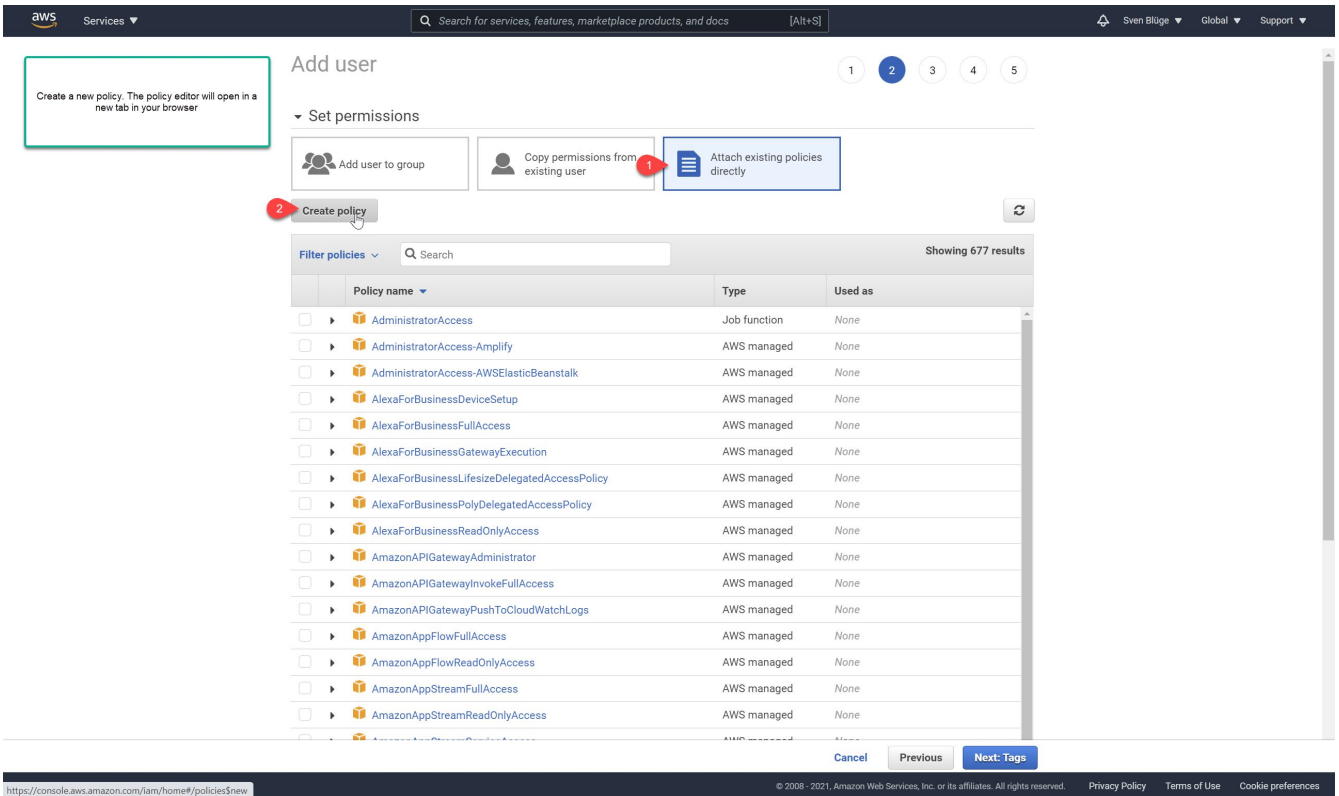 aws
Services ▼
Search for services, features, marketplace products, and docs [Alt+S]
Sven Blüge ▼
Global ▼
Support ▼
Create a new policy. The policy editor will open in a
new tab in your browser
Add user
1 2 3 4 5
Set permissions
Add user to group
Copy permissions from
existing user
1
Attach existing policies
directly
2
Create policy
Filter policies
Search
Showing 677 results
Policy name Type Used as
AdministratorAccess Job function None
AdministratorAccess-Amplify AWS managed None
AdministratorAccess-AWSElasticBeanstalk AWS managed None
AlexaForBusinessDeviceSetup AWS managed None
AlexaForBusinessFullAccess AWS managed None
AlexaForBusinessGatewayExecution AWS managed None
AlexaForBusinessLifesizeDelegatedAccessPolicy AWS managed None
AlexaForBusinessPolyDelegatedAccessPolicy AWS managed None
AlexaForBusinessReadOnlyAccess AWS managed None
AmazonAPIGatewayAdministrator AWS managed None
AmazonAPIGatewayInvokeFullAccess AWS managed None
AmazonAPIGatewayPushToCloudWatchLogs AWS managed None
AmazonAppFlowFullAccess AWS managed None
AmazonAppFlowReadOnlyAccess AWS managed None
AmazonAppStreamFullAccess AWS managed None
AmazonAppStreamReadOnlyAccess AWS managed None
Cancel
Previous
Next: Tags
https://console.aws.amazon.com/iam/home#/policies$new
© 2008 - 2021, Amazon Web Services, Inc. or its affiliates. All rights reserved.
Privacy Policy
Terms of Use
Cookie preferences